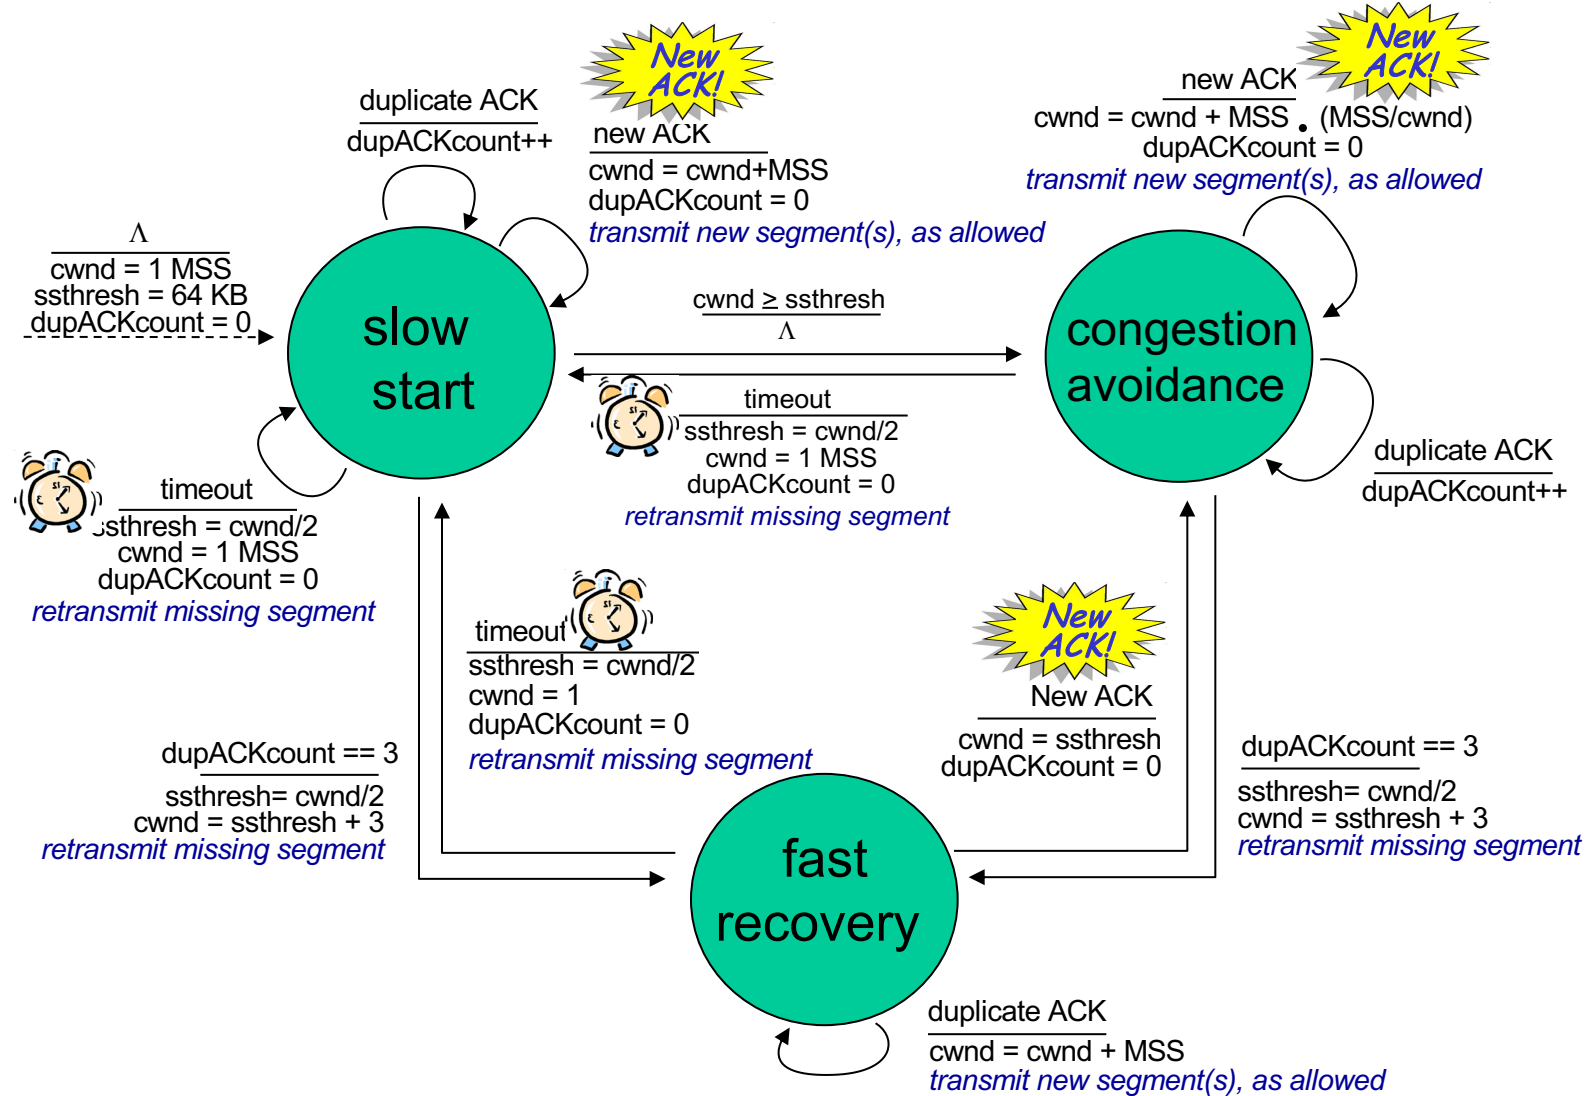 New
ACK!
duplicate ACK
dupACKcount++
new ACK
cwnd = cwnd+MSS
dupACKcount = 0
transmit new segment(s), as allowed
New
ACK!
new ACK
cwnd = cwnd + MSS . (MSS/cwnd)
dupACKcount = 0
transmit new segment(s), as allowed
Λ
cwnd = 1 MSS
ssthresh = 64 KB
dupACKcount = 0
slow
start
cwnd ≥ ssthresh
Λ
congestion
avoidance
timeout
ssthresh = cwnd/2
cwnd = 1 MSS
dupACKcount = 0
retransmit missing segment
duplicate ACK
dupACKcount++
timeout
ssthresh = cwnd/2
cwnd = 1 MSS
dupACKcount = 0
retransmit missing segment
timeout
ssthresh = cwnd/2
cwnd = 1
dupACKcount = 0
retransmit missing segment
New
ACK!
New ACK
cwnd = ssthresh
dupACKcount = 0
dupACKcount == 3
ssthresh= cwnd/2
cwnd = ssthresh + 3
retransmit missing segment
dupACKcount == 3
ssthresh= cwnd/2
cwnd = ssthresh + 3
retransmit missing segment
fast
recovery
duplicate ACK
cwnd = cwnd + MSS
transmit new segment(s), as allowed